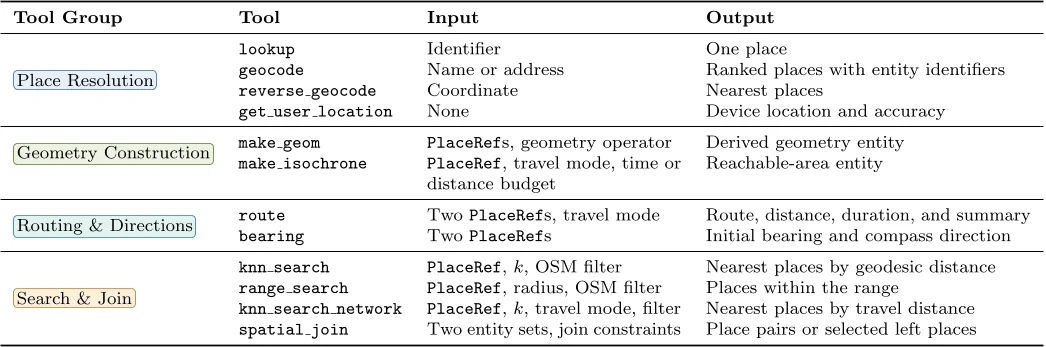 Tool Group Tool Input Output
lookup Identifier One place
Place Resolution geocode Name or address Ranked places with entity identifiers
reverse_geocode Coordinate Nearest places
get_user_location None Device location and accuracy
Geometry Construction make_geom PlaceRefs, geometry operator Derived geometry entity
make_isochrone PlaceRef, travel mode, time or Reachable-area entity
distance budget
Routing & Directions route Two PlaceRefs, travel mode Route, distance, duration, and summary
bearing Two PlaceRefs Initial bearing and compass direction
knn_search PlaceRef, k, OSM filter Nearest places by geodesic distance
Search & Join range_search PlaceRef, radius, OSM filter Places within the range
knn_search_network PlaceRef, k, travel mode, filter Nearest places by travel distance
spatial_join Two entity sets, join constraints Place pairs or selected left places